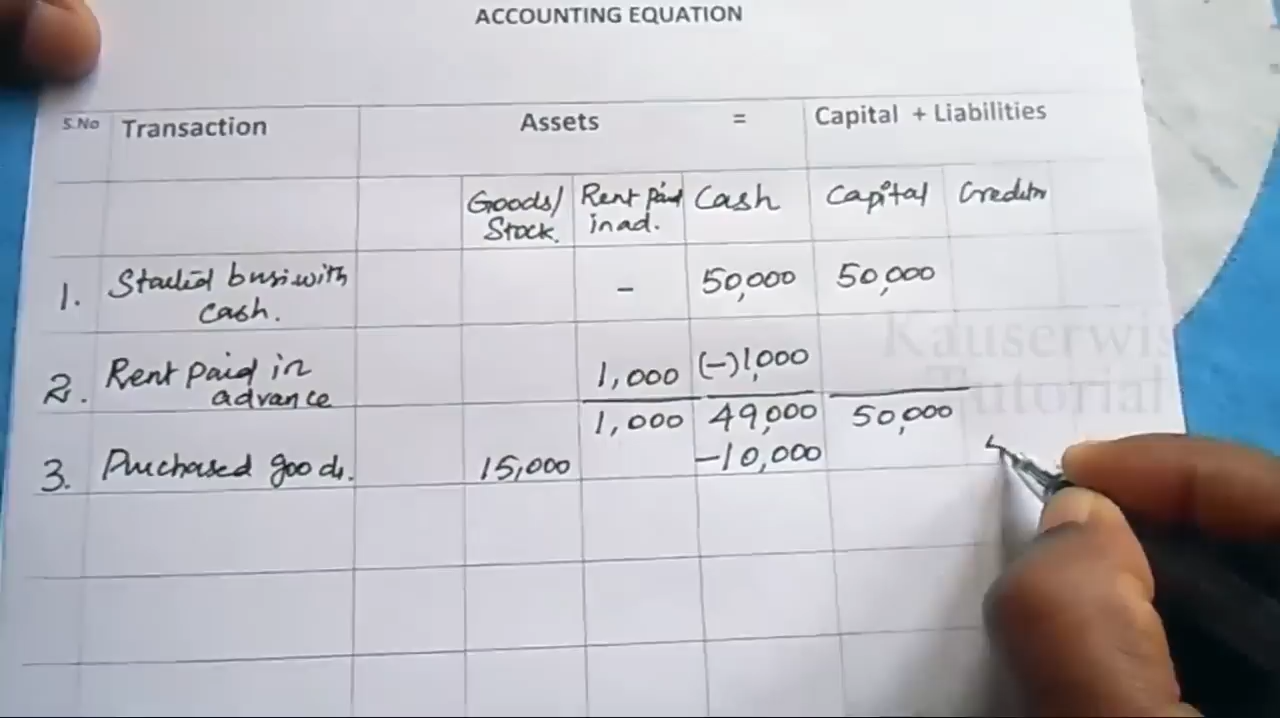 ACCOUNTING EQUATION
S.No Transaction Assets = Capital + Liabilities
Goods/ Rent paid Cash Capital Creditors
Stock. in ad.
1. Started busi with - 50,000 50,000
cash.
Kauserwis
Tutorial
2. Rent paid in 1,000 (-)1,000
advance
1,000 49,000 50,000
3. Purchased goods. 15,000 -10,000